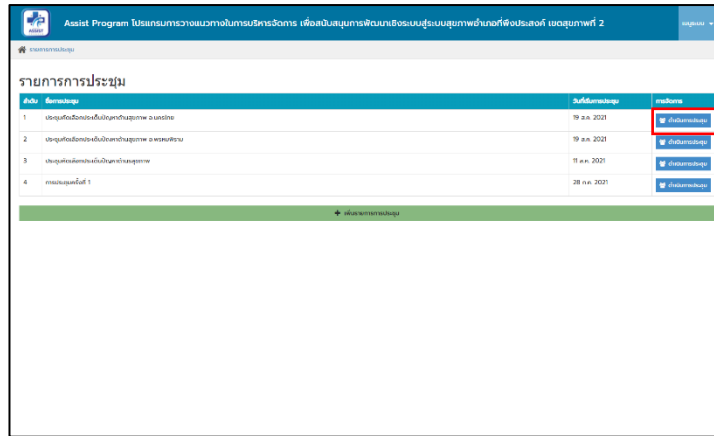 Assist Program โปรแกรมการวางแนวทางในการบริหารจัดการ เพื่อสนับสนุนการพัฒนาเชิงระบบสู่ระบบสุขภาพอำเภอที่พึงประสงค์ เขตสุขภาพที่ 2
เมนูระบบ
ASSIST
รายการการประชุม
รายการการประชุม
ลำดับ ชื่อการประชุม วันที่เริ่มการประชุม การจัดการ
1 ประชุมคัดเลือกประเด็นปัญหาด้านสุขภาพ อ.นครไทย 19 ส.ค. 2021 ดำเนินการประชุม
2 ประชุมคัดเลือกประเด็นปัญหาด้านสุขภาพ อ.พรหมพิราม 19 ส.ค. 2021 ดำเนินการประชุม
3 ประชุมคัดเลือกประเด็นปัญหาด้านสุขภาพ 11 ส.ค. 2021 ดำเนินการประชุม
4 การประชุมครั้งที่ 1 28 ก.ค. 2021 ดำเนินการประชุม
เพิ่มรายการการประชุม